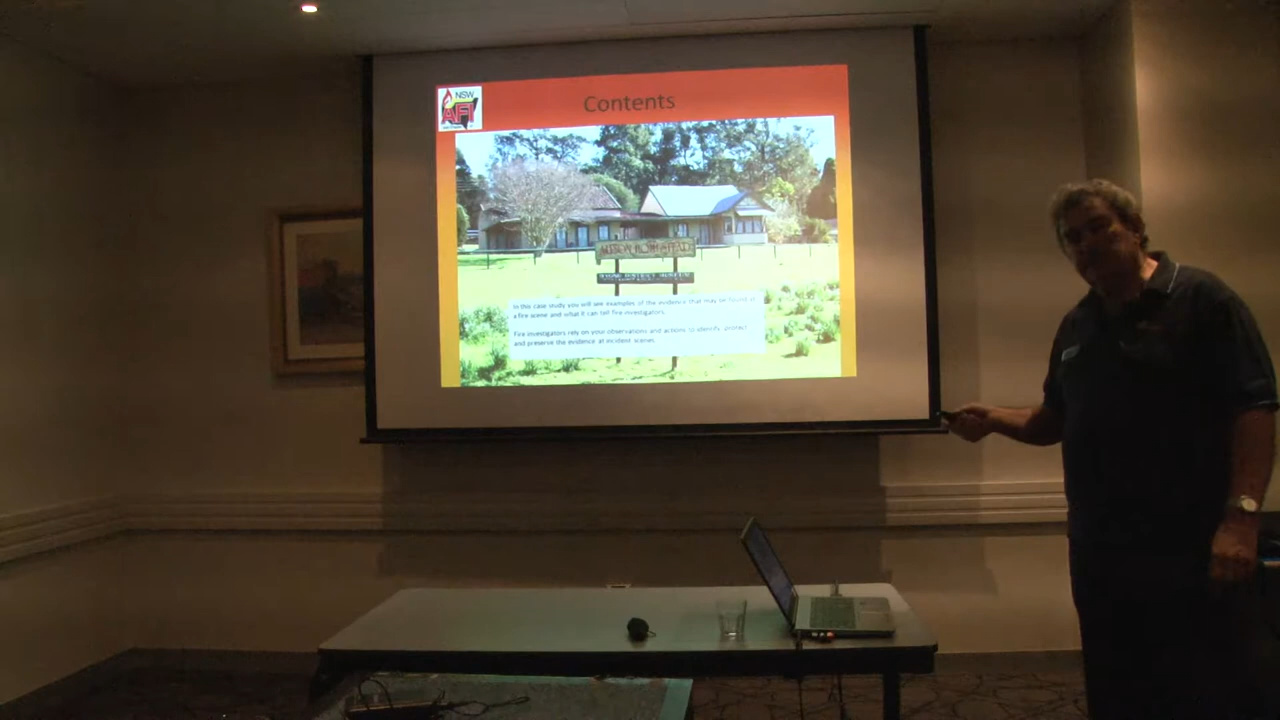 NSW
AFI
Contents
In this case study you will see examples of the evidence that may be found at
a fire scene and what it can tell fire investigators.
Fire investigators rely on your observations and actions to identify, protect
and preserve the evidence at incident scenes.